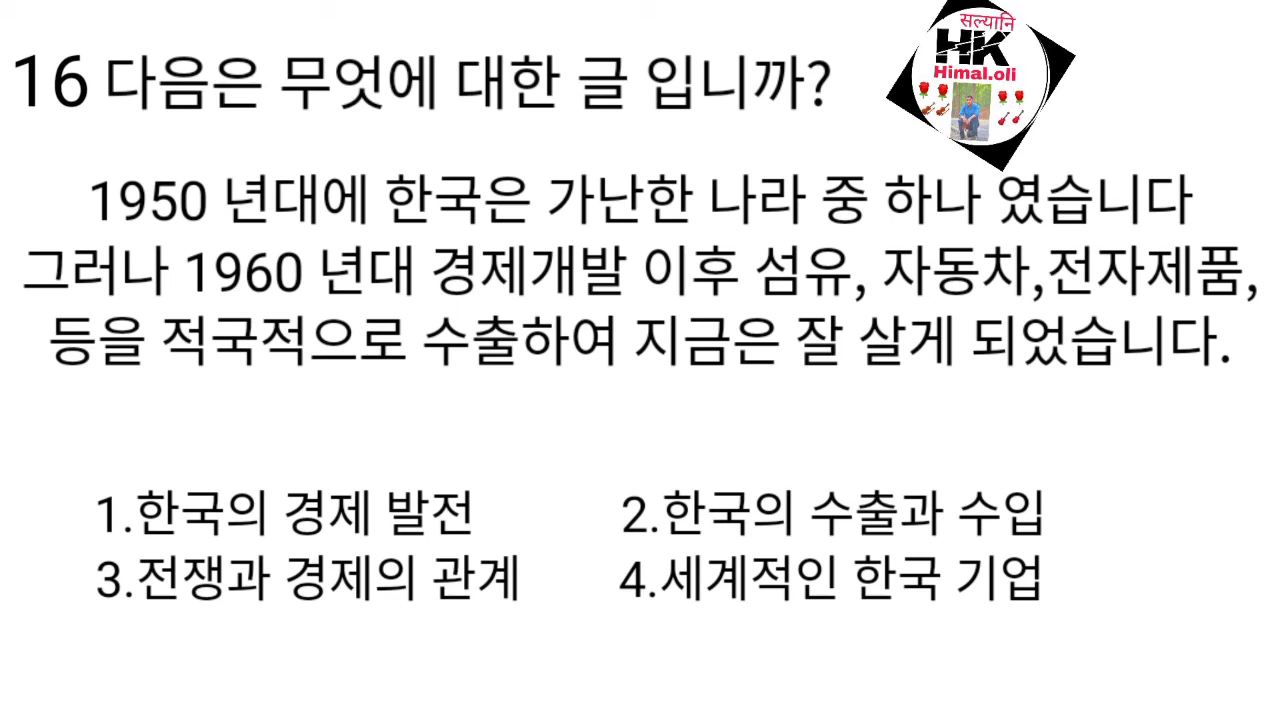 सल्यानि
HK
Himal.oli
16 다음은 무엇에 대한 글 입니까?
1950 년대에 한국은 가난한 나라 중 하나 였습니다
그러나 1960 년대 경제개발 이후 섬유, 자동차,전자제품,
등을 적국적으로 수출하여 지금은 잘 살게 되었습니다.
1.한국의 경제 발전
2.한국의 수출과 수입
3.전쟁과 경제의 관계
4.세계적인 한국 기업